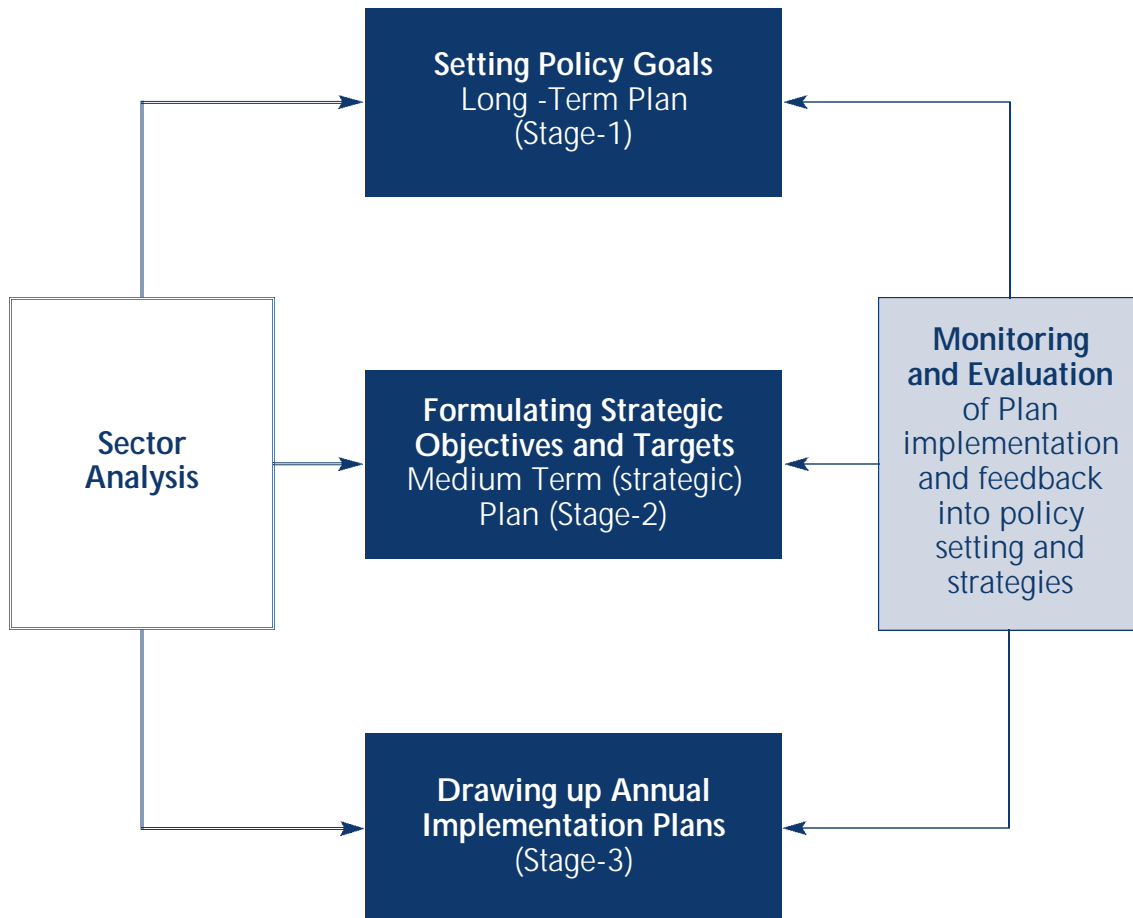 Setting Policy Goals
Long -Term Plan
(Stage-1)
Sector
Analysis
Formulating Strategic
Objectives and Targets
Medium Term (strategic)
Plan (Stage-2)
Monitoring
and Evaluation
of Plan
implementation
and feedback
into policy
setting and
strategies
Drawing up Annual
Implementation Plans
(Stage-3)